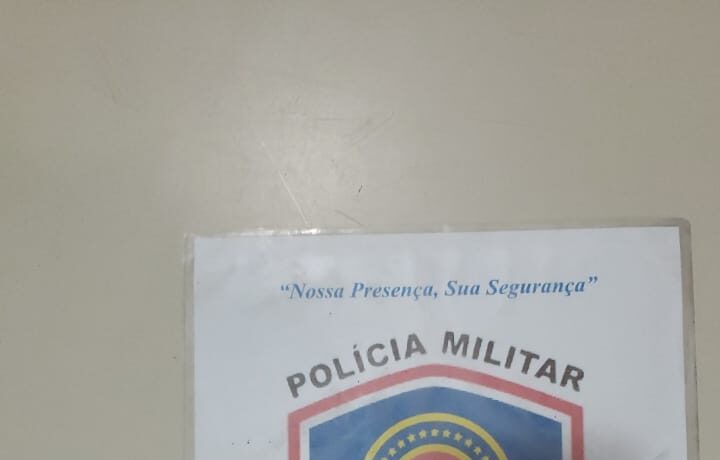 “Nossa Presença, Sua Segurança”
POLÍCIA MILITAR